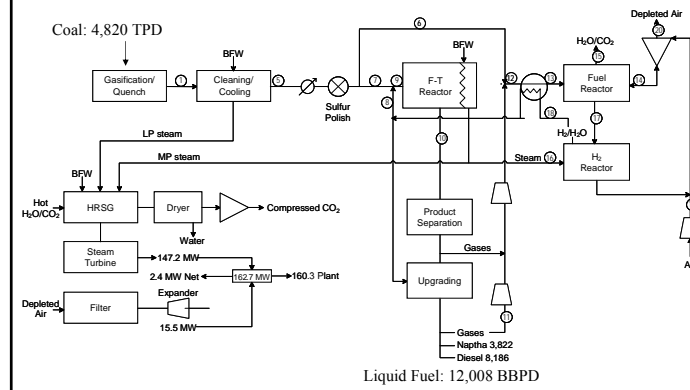 Coal: 4,820 TPD
Depleted Air
20
6
BFW
BFW
H₂O/CO₂
15
Gasification/
Quench
1
Cleaning/
Cooling
5
7
9
F-T
Reactor
12
13
Fuel
Reactor
14
Sulfur
Polish
8
18
17
H₂/H₂O
LP steam
10
MP steam
Steam
16
H₂
Reactor
BFW
Hot
H₂O/CO₂
HRSG
Dryer
Compressed CO₂
Water
Product
Separation
Steam
Turbine
147.2 MW
Gases
2.4 MW Net
162.7 MW
160.3 Plant
Upgrading
Depleted
Air
Filter
Expander
15.5 MW
11
Gases
Naptha 3,822
Diesel 8,186
Liquid Fuel: 12,008 BBPD